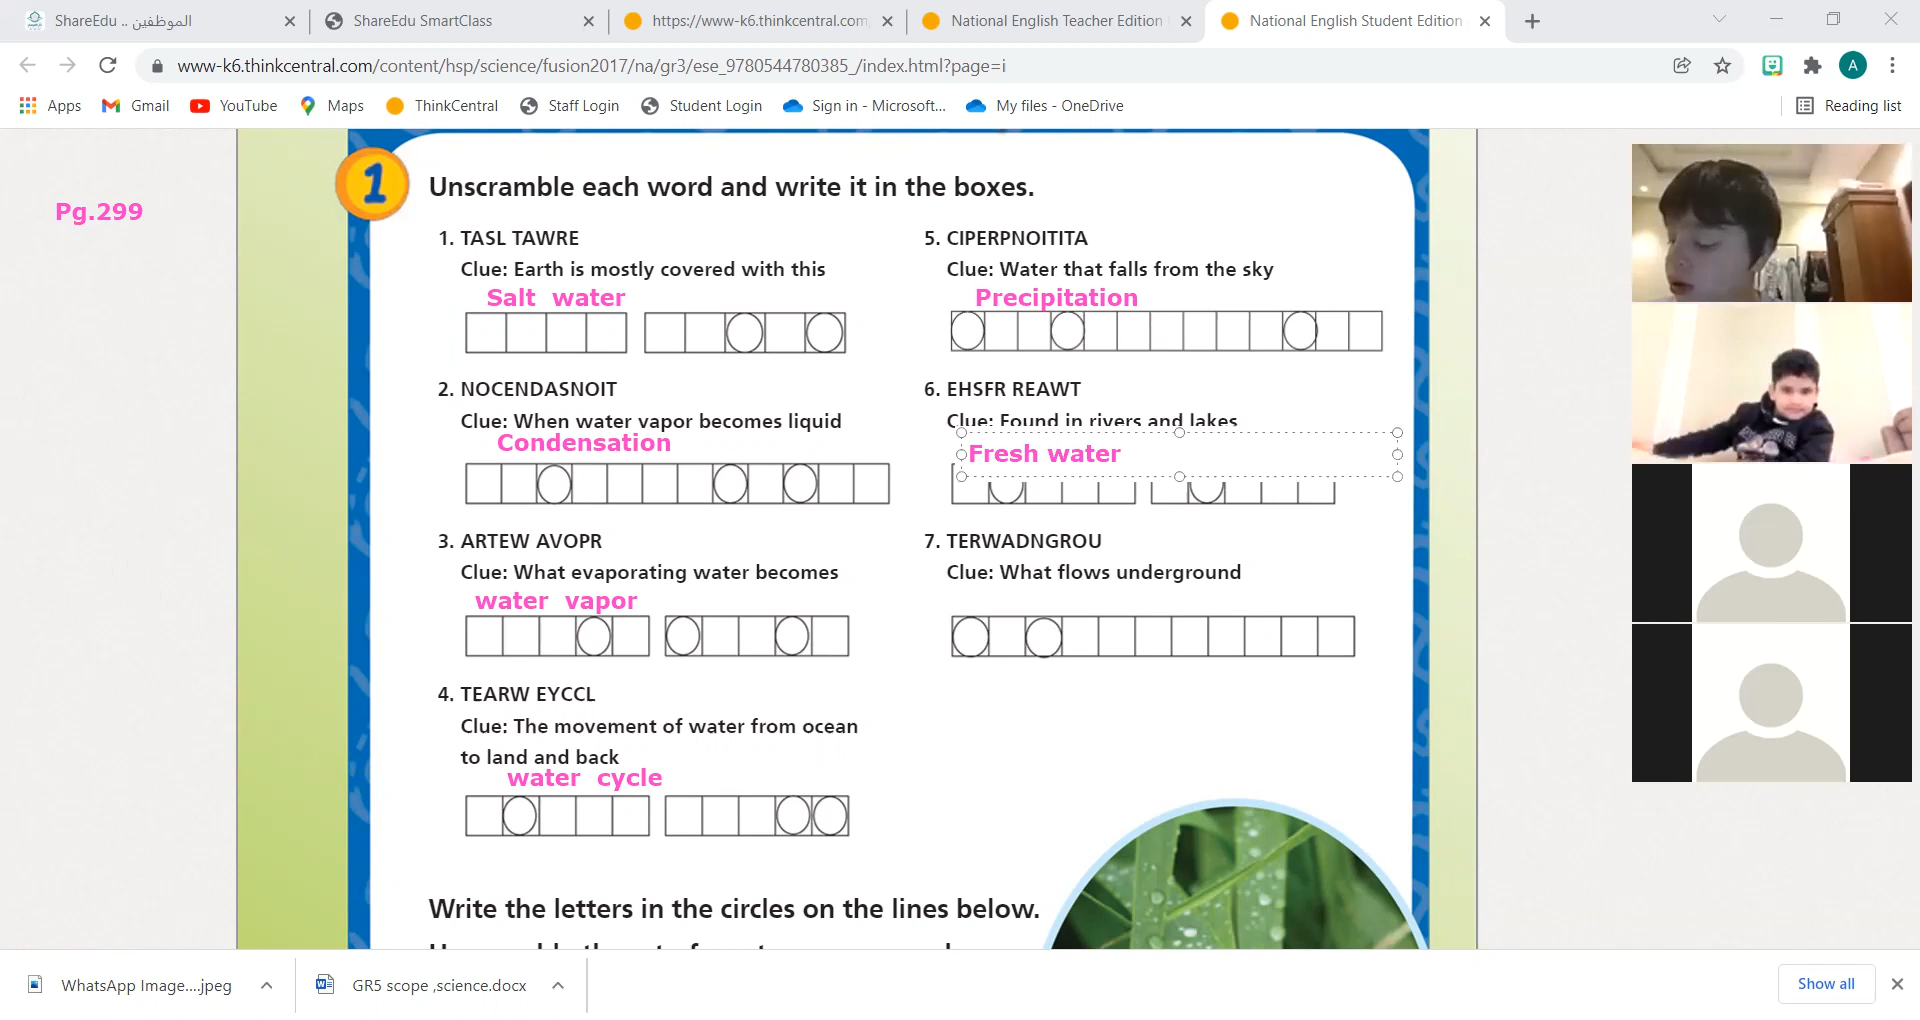 ShareEdu .. الموظفين
ShareEdu SmartClass
https://www-k6.thinkcentral.com
National English Teacher Edition
National English Student Edition
www-k6.thinkcentral.com/content/hsp/science/fusion2017/na/gr3/ese_9780544780385_/index.html?page=i
A
Apps Gmail YouTube Maps ThinkCentral Staff Login Student Login Sign in - Microsoft... My files - OneDrive Reading list
Pg.299
1 Unscramble each word and write it in the boxes.
1. TASL TAWRE
Clue: Earth is mostly covered with this
Salt water
2. NOCENDASNOIT
Clue: When water vapor becomes liquid
Condensation
3. ARTEW AVOPR
Clue: What evaporating water becomes
water vapor
4. TEARW EYCCL
Clue: The movement of water from ocean
to land and back
water cycle
5. CIPERPNOITITA
Clue: Water that falls from the sky
Precipitation
6. EHSFR REAWT
Clue: Found in rivers and lakes
Fresh water
7. TERWADNGROU
Clue: What flows underground
Write the letters in the circles on the lines below.
WhatsApp Image....jpeg
GR5 scope ,science.docx
Show all